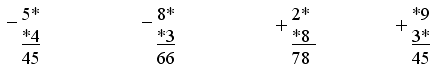 - 5* - 8* + 2* + *9
*4 *3 *8 3*
45 66 78 45